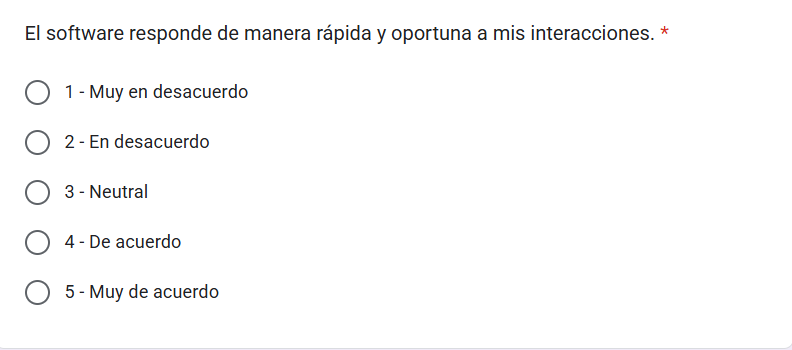 El software responde de manera rápida y oportuna a mis interacciones. *
1 - Muy en desacuerdo
2 - En desacuerdo
3 - Neutral
4 - De acuerdo
5 - Muy de acuerdo